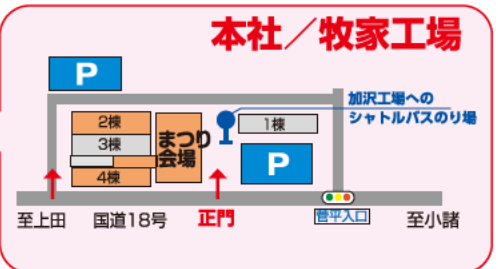 本社／牧家工場
P
加沢工場への
シャトルバスのり場
2棟
3棟
4棟
まつり
会場
1棟
P
至上田
国道18号
正門
菅平入口
至小諸